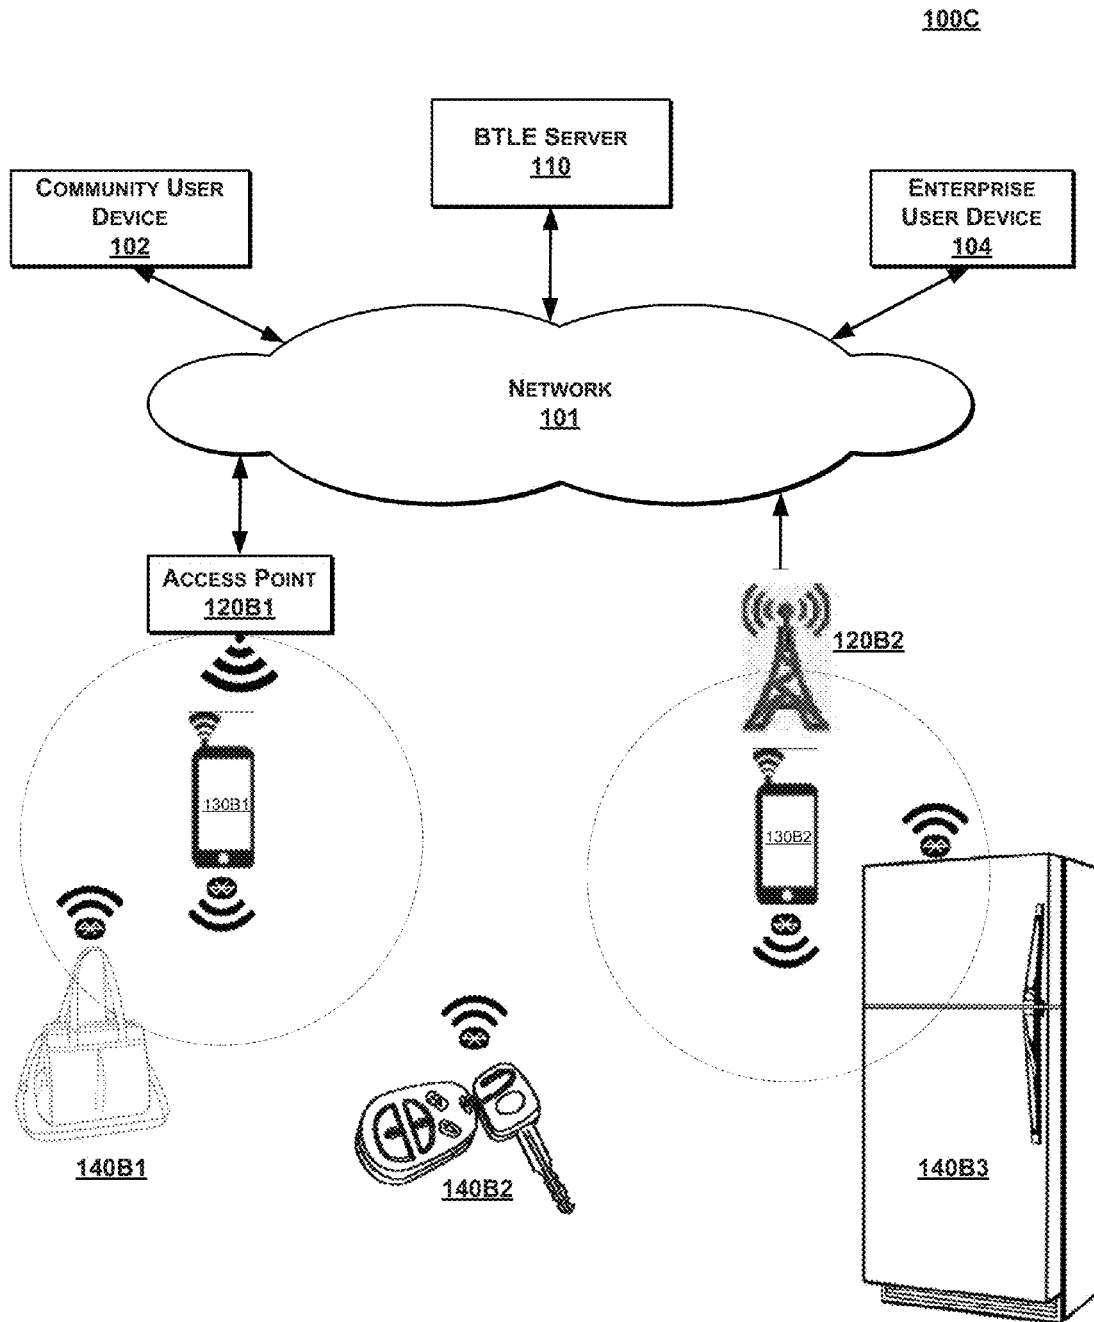 100C
BTLE SERVER
110
COMMUNITY USER
DEVICE
102
ENTERPRISE
USER DEVICE
104
NETWORK
101
ACCESS POINT
120B1
120B2
130B1
130B2
140B1
140B2
140B3